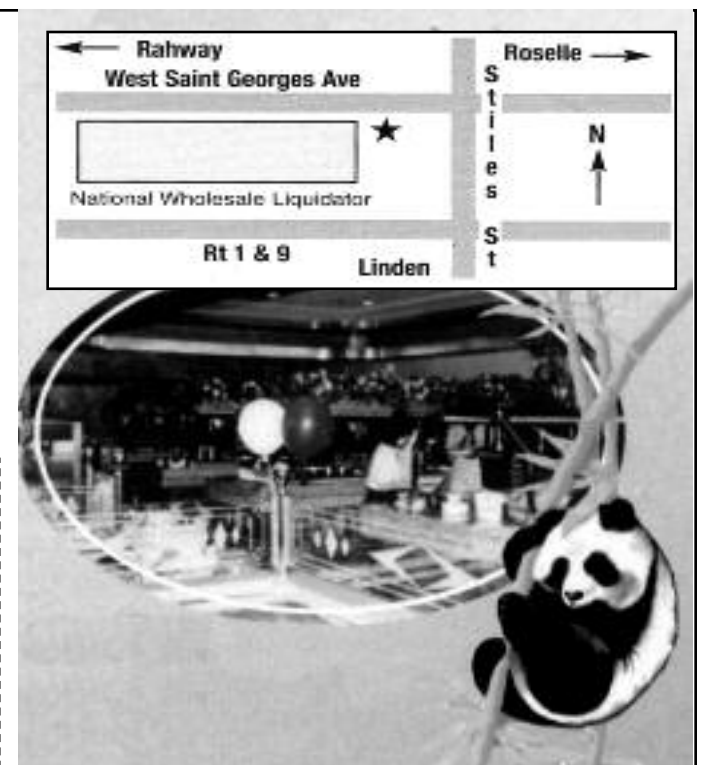 Rahway
Roselle
West Saint Georges Ave
Stiles St
N
National Wholesale Liquidator
Rt 1 & 9
Linden